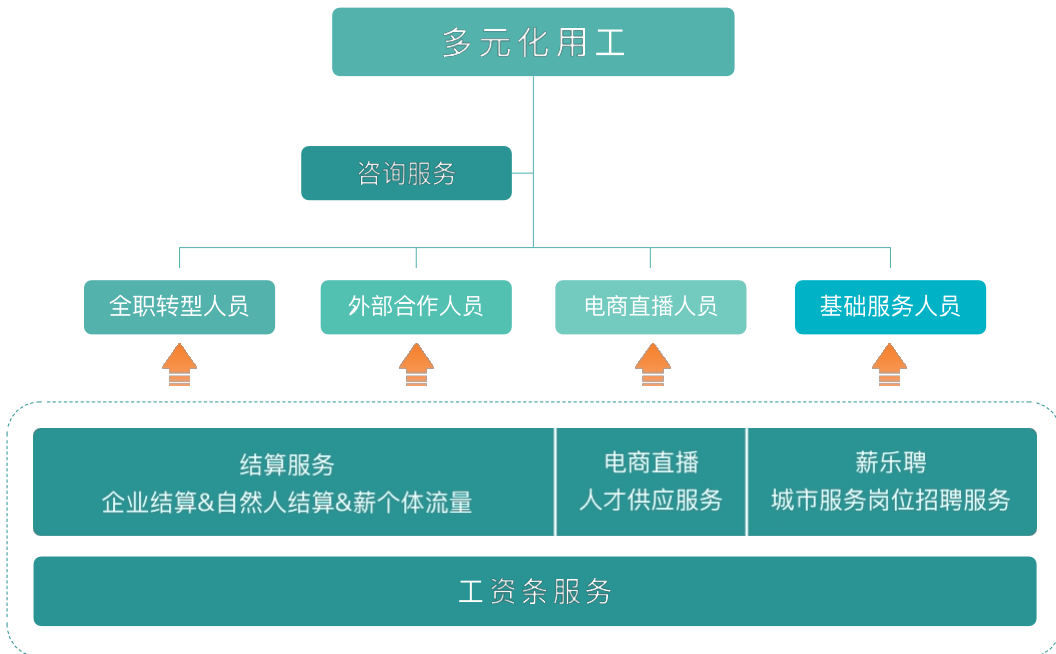 多元化用工
咨询服务
全职转型人员
外部合作人员
电商直播人员
基础服务人员
结算服务
企业结算&自然人结算&薪个体流量
电商直播
人才供应服务
薪乐聘
城市服务岗位招聘服务
工资条服务